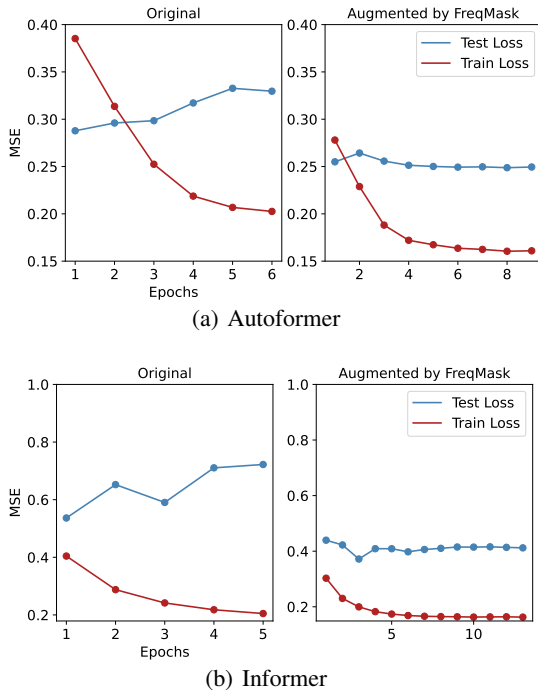 Original
Augmented by FreqMask
0.40
0.35
0.30
0.25
0.20
0.15
MSE
1 2 3 4 5 6
Epochs
0.40
0.35
0.30
0.25
0.20
0.15
2 4 6 8
Test Loss
Train Loss
(a) Autoformer
Original
Augmented by FreqMask
1.0
0.8
0.6
0.4
0.2
MSE
1 2 3 4 5
Epochs
1.0
0.8
0.6
0.4
0.2
5 10
Test Loss
Train Loss
(b) Informer